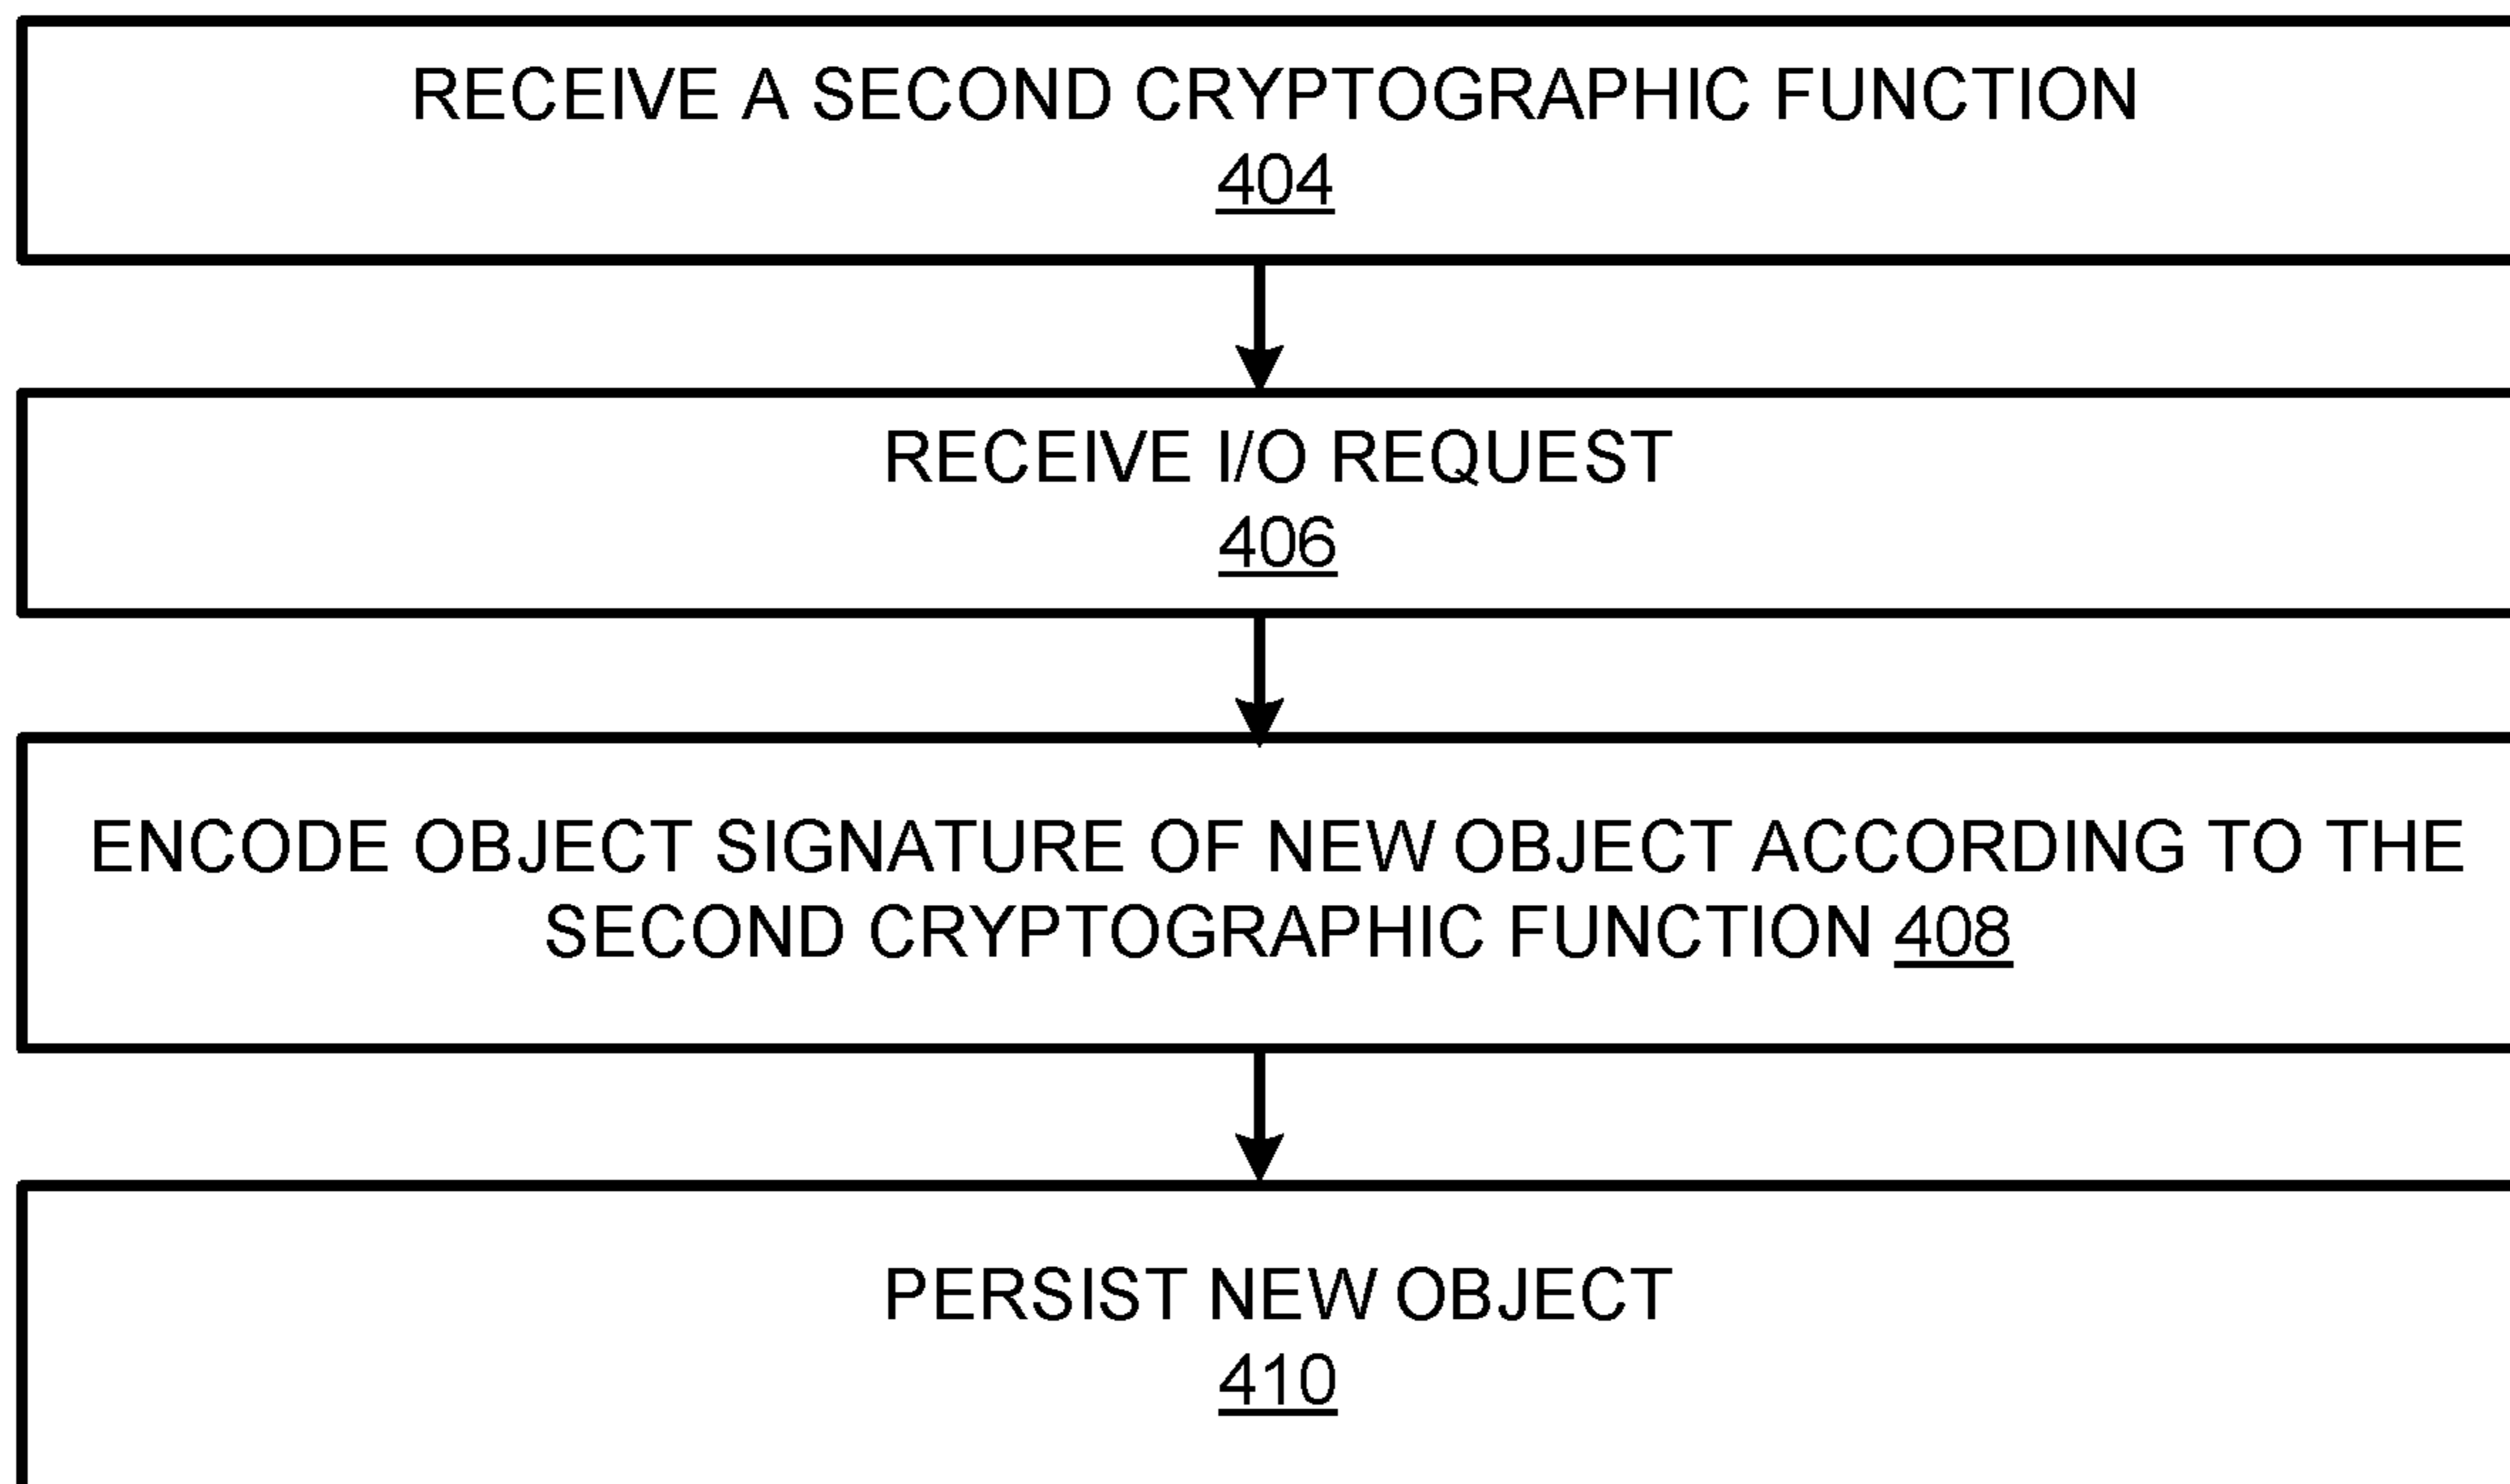 RECEIVE A SECOND CRYPTOGRAPHIC FUNCTION
404
RECEIVE I/O REQUEST
406
ENCODE OBJECT SIGNATURE OF NEW OBJECT ACCORDING TO THE
SECOND CRYPTOGRAPHIC FUNCTION 408
PERSIST NEW OBJECT
410